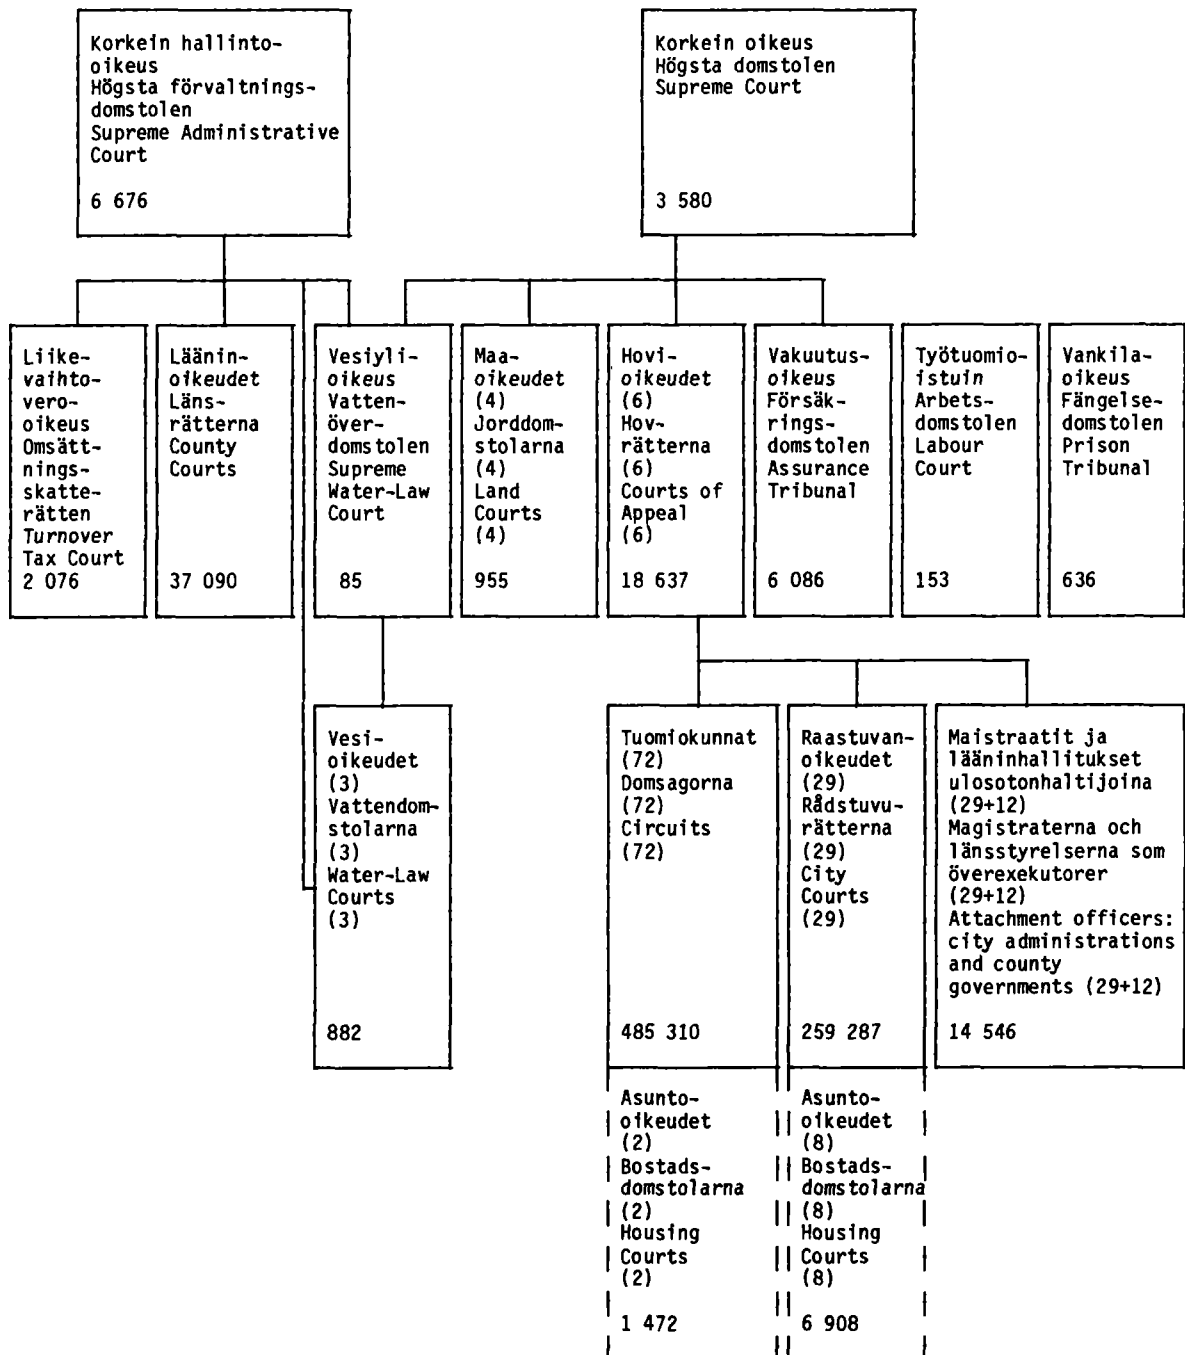 Korkein hallinto-
oikeus
Högsta förvaltnings-
domstolen
Supreme Administrative
Court
6 676
Korkein oikeus
Högsta domstolen
Supreme Court
3 580
Liike-
vaihto-
vero-
oikeus
Omsätt-
nings-
skatte-
rätten
Turnover
Tax Court
2 076
Läänin-
oikeudet
Läns-
rätterna
County
Courts
37 090
Vesiyli-
oikeus
Vatten-
över-
domstolen
Supreme
Water-Law
Court
85
Maa-
oikeudet
(4)
Jorddom-
stolarna
(4)
Land
Courts
(4)
955
Hovi-
oikeudet
(6)
Hov-
rätterna
(6)
Courts of
Appeal
(6)
18 637
Vakuutus-
oikeus
Försäk-
rings-
domstolen
Assurance
Tribunal
6 086
Työtuomio-
istuin
Arbets-
domstolen
Labour
Court
153
Vankila-
oikeus
Fängelse-
domstolen
Prison
Tribunal
636
Vesi-
oikeudet
(3)
Vattendom-
stolarna
(3)
Water-Law
Courts
(3)
882
Tuomiokunnat
(72)
Domsagorna
(72)
Circuits
(72)
485 310
Raastuvan-
oikeudet
(29)
Rådstuvu-
rätterna
(29)
City
Courts
(29)
259 287
Maistraatit ja
lääninhallitukset
ulosotonhaltijoina
(29+12)
Magistraterna och
länsstyrelserna som
överexekutorer
(29+12)
Attachment officers:
city administrations
and county
governments (29+12)
14 546
Asunto-
oikeudet
(2)
Bostads-
domstolarna
(2)
Housing
Courts
(2)
1 472
Asunto-
oikeudet
(8)
Bostads-
domstolarna
(8)
Housing
Courts
(8)
6 908